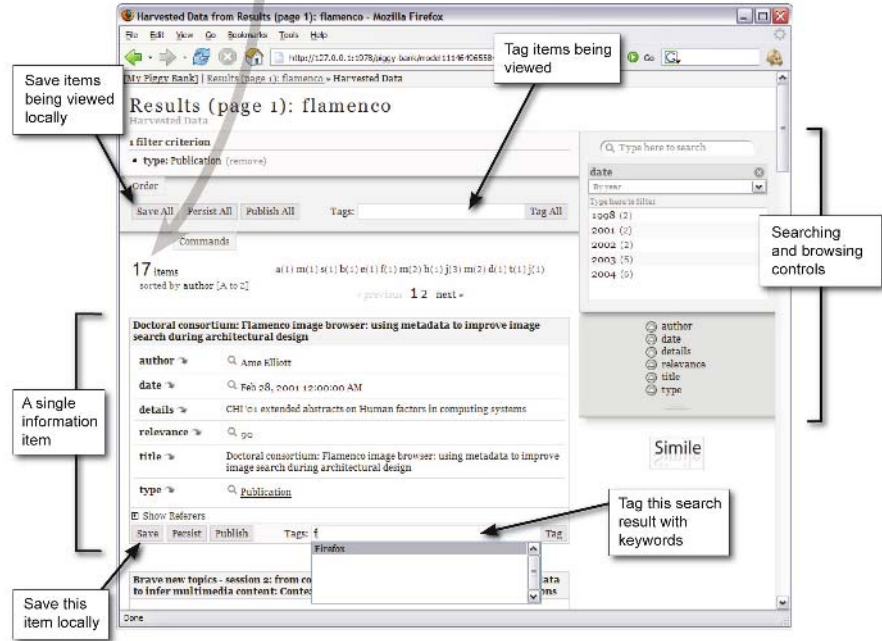 Harvested Data from Results (page 1): flamenco - Mozilla Firefox
File Edit View Go Bookmarks Tools Help
Go
[My Piggy Bank] | Results (page 1): flamenco » Harvested Data
Results (page 1): flamenco
Harvested Data
1 filter criterion
• type: Publication (remove)
Order
Save All Persist All Publish All Tags: Tag All
Commands
17 items
sorted by author [A to Z]
a(1) m(1) s(1) b(1) e(1) f(1) m(2) h(1) j(3) m(2) d(1) t(1) j(1)
« previous 1 2 next »
Doctoral consortium: Flamenco image browser: using metadata to improve image
search during architectural design
author Ame Elliott
date Feb 28, 2001 12:00:00 AM
details CHI '01 extended abstracts on Human factors in computing systems
relevance 90
title Doctoral consortium: Flamenco image browser: using metadata to improve
image search during architectural design
type Publication
Show Referers
Save Persist Publish Tags: f Tag
Firefox
Brave new topics - session 2: from co
ata
to infer multimedia content: Conte
ons
Done
Type here to search
date
By year
Type here to filter
1998 (2)
2001 (2)
2002 (2)
2003 (5)
2004 (6)
author
date
details
relevance
title
type
Simile
Save items
being viewed
locally
Tag items being
viewed
Searching
and browsing
controls
A single
information
item
Tag this search
result with
keywords
Save this
item locally